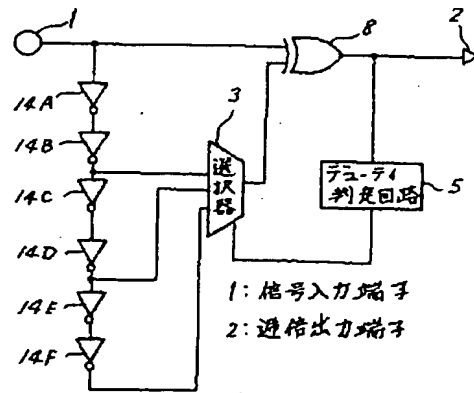 1
8
2
14A
14B
3
14C
選択器
デューティ
判定回路
5
14D
14E
14F
1:信号入力端子
2:逓倍出力端子